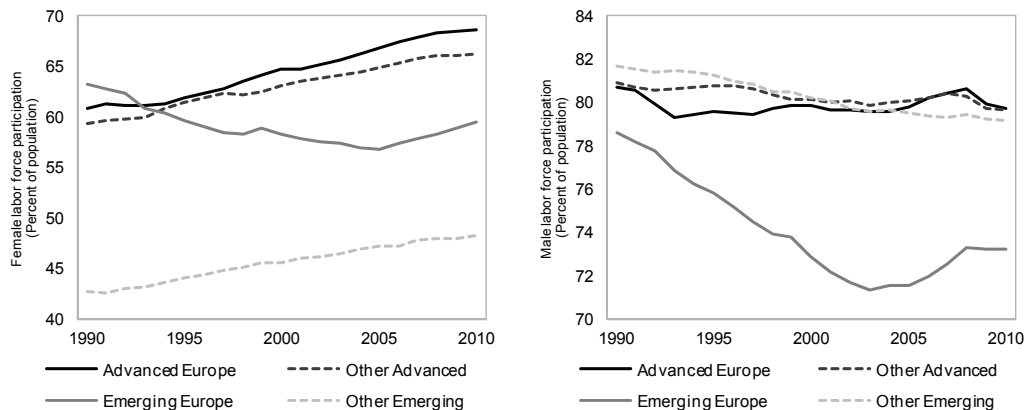 Female labor force participation
(Percent of population)
70
65
60
55
50
45
40
1990
1995
2000
2005
2010
Advanced Europe
Other Advanced
Emerging Europe
Other Emerging
Male labor force participation
(Percent of population)
84
82
80
78
76
74
72
70
1990
1995
2000
2005
2010
Advanced Europe
Other Advanced
Emerging Europe
Other Emerging